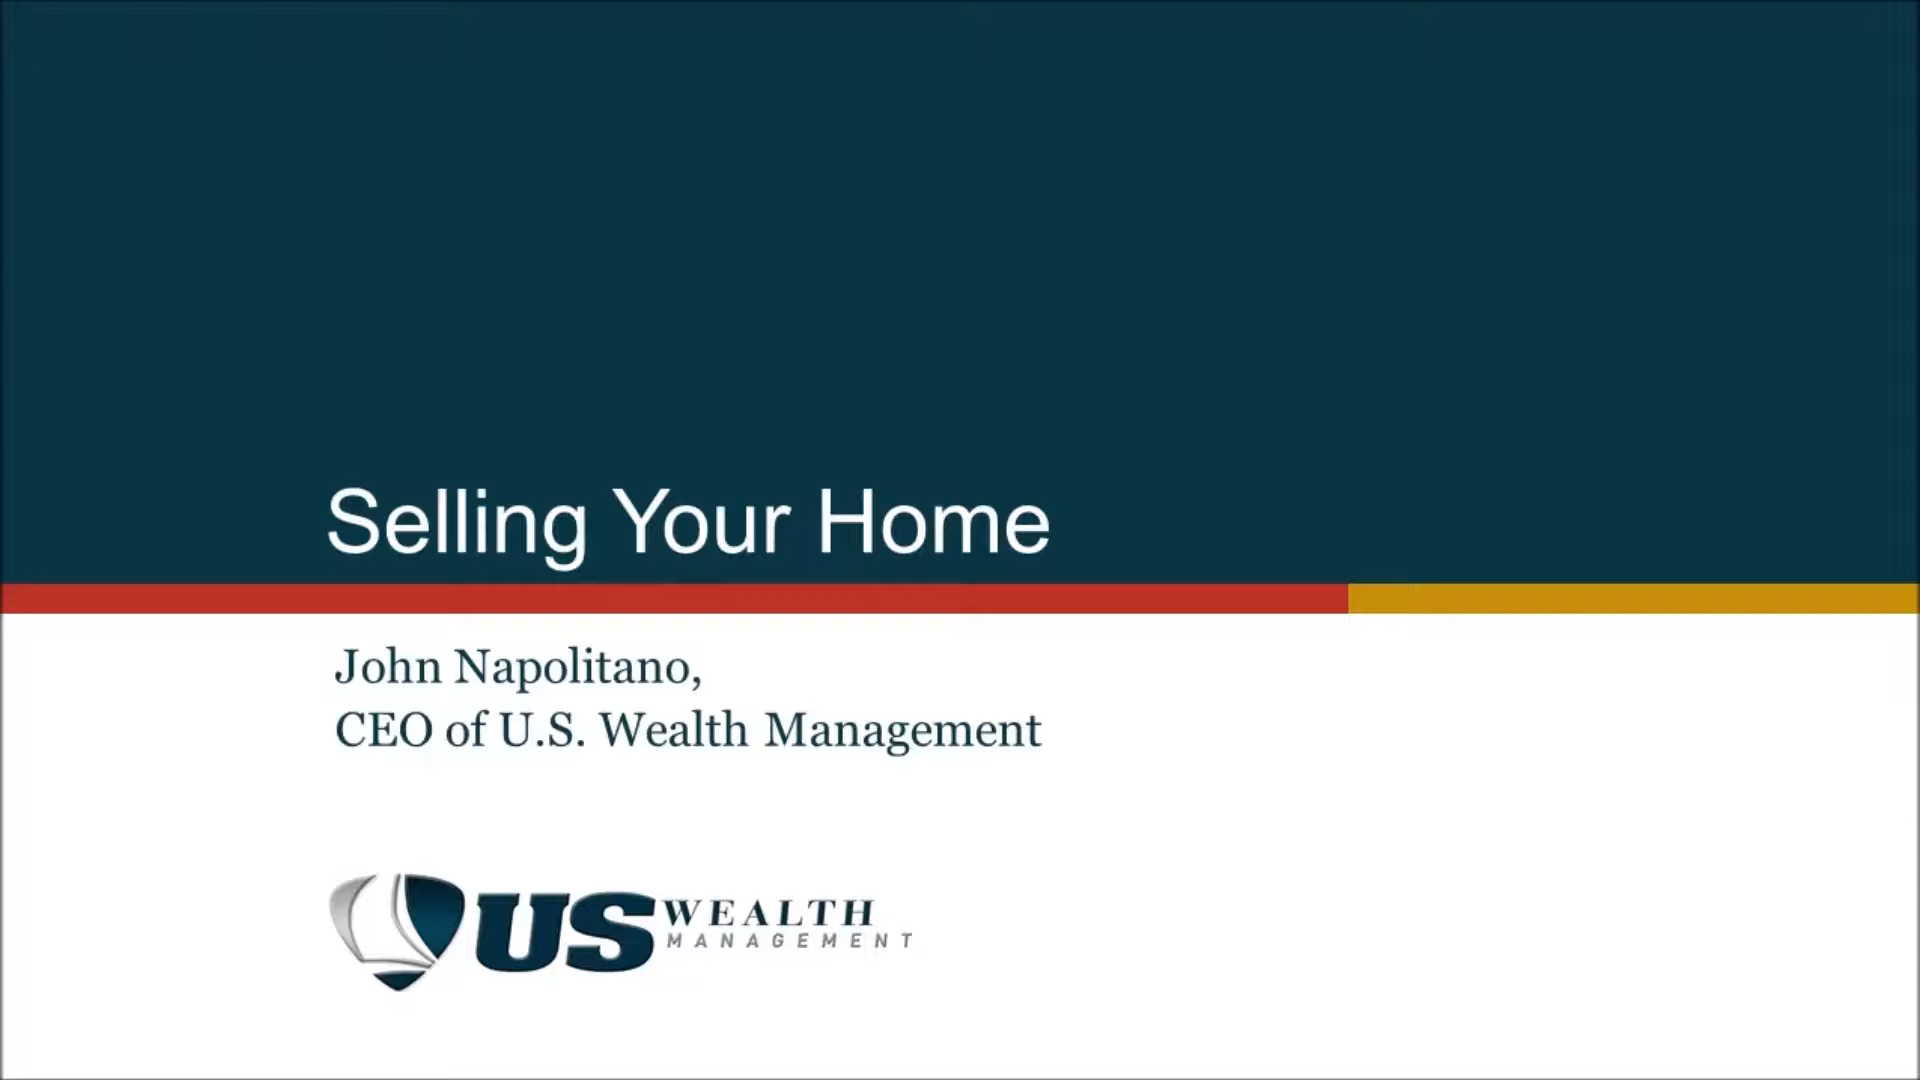 Selling Your Home
John Napolitano,
CEO of U.S. Wealth Management
US WEALTH
MANAGEMENT